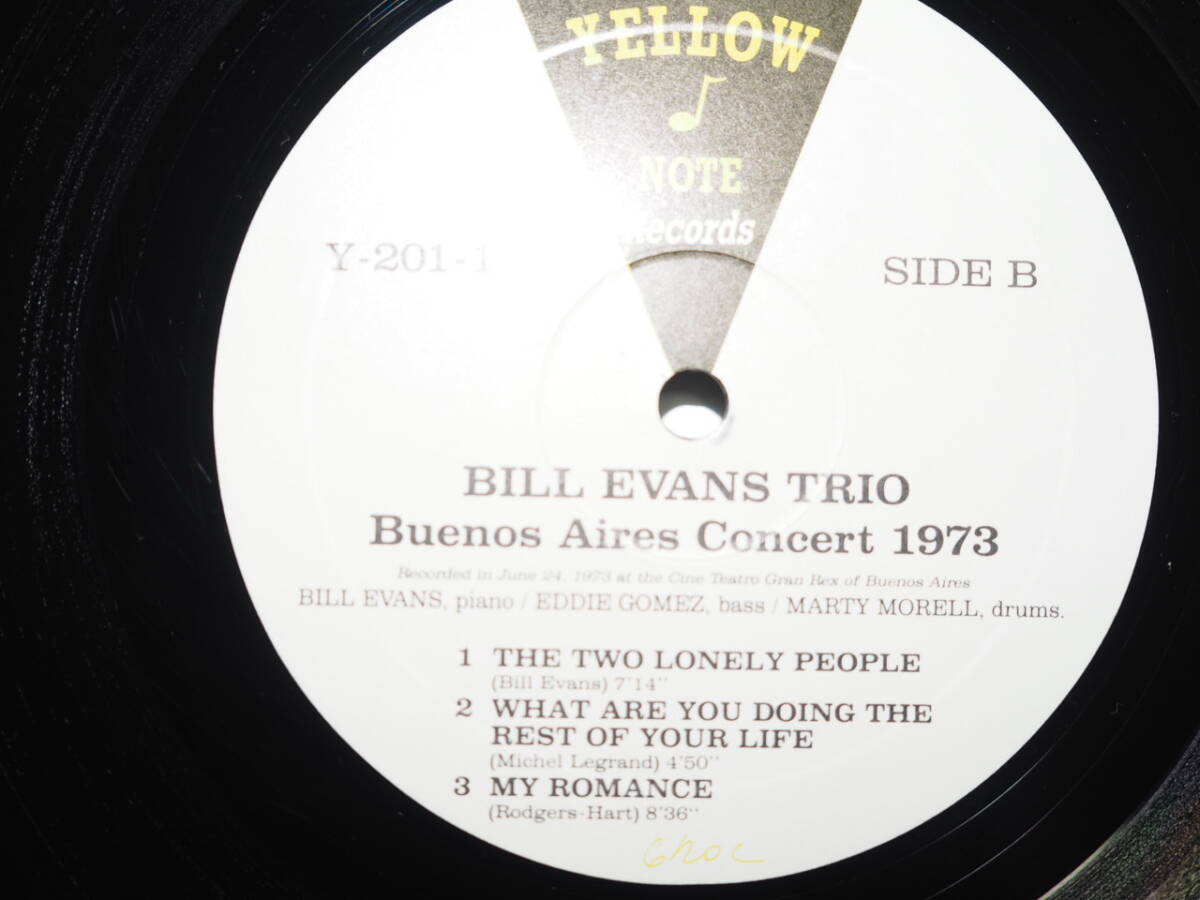 YELLOW
NOTE
Records
Y-201-1
SIDE B
BILL EVANS TRIO
Buenos Aires Concert 1973
Recorded in June 24, 1973 at the Cine Teatro Gran Rex of Buenos Aires
BILL EVANS, piano / EDDIE GOMEZ, bass / MARTY MORELL, drums.
1 THE TWO LONELY PEOPLE
(Bill Evans) 7'14"
2 WHAT ARE YOU DOING THE
REST OF YOUR LIFE
(Michel Legrand) 4'50"
3 MY ROMANCE
(Rodgers-Hart) 8'36"